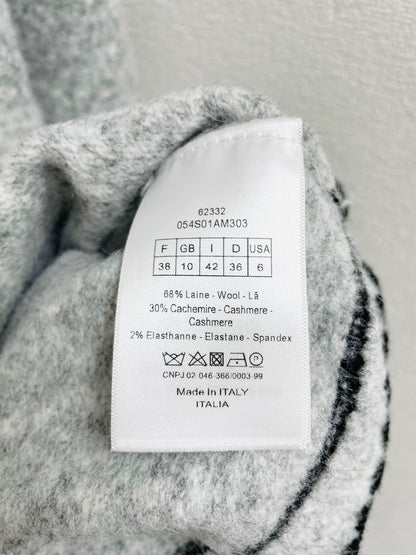 62332
054S01AM303
F GB I D USA
38 10 42 36 6
68% Laine - Wool - Lã
30% Cachemire - Cashmere -
Cashmere
2% Elasthanne - Elastane - Spandex
CNPJ 02-046-366/0003-99
Made In ITALY
ITALIA